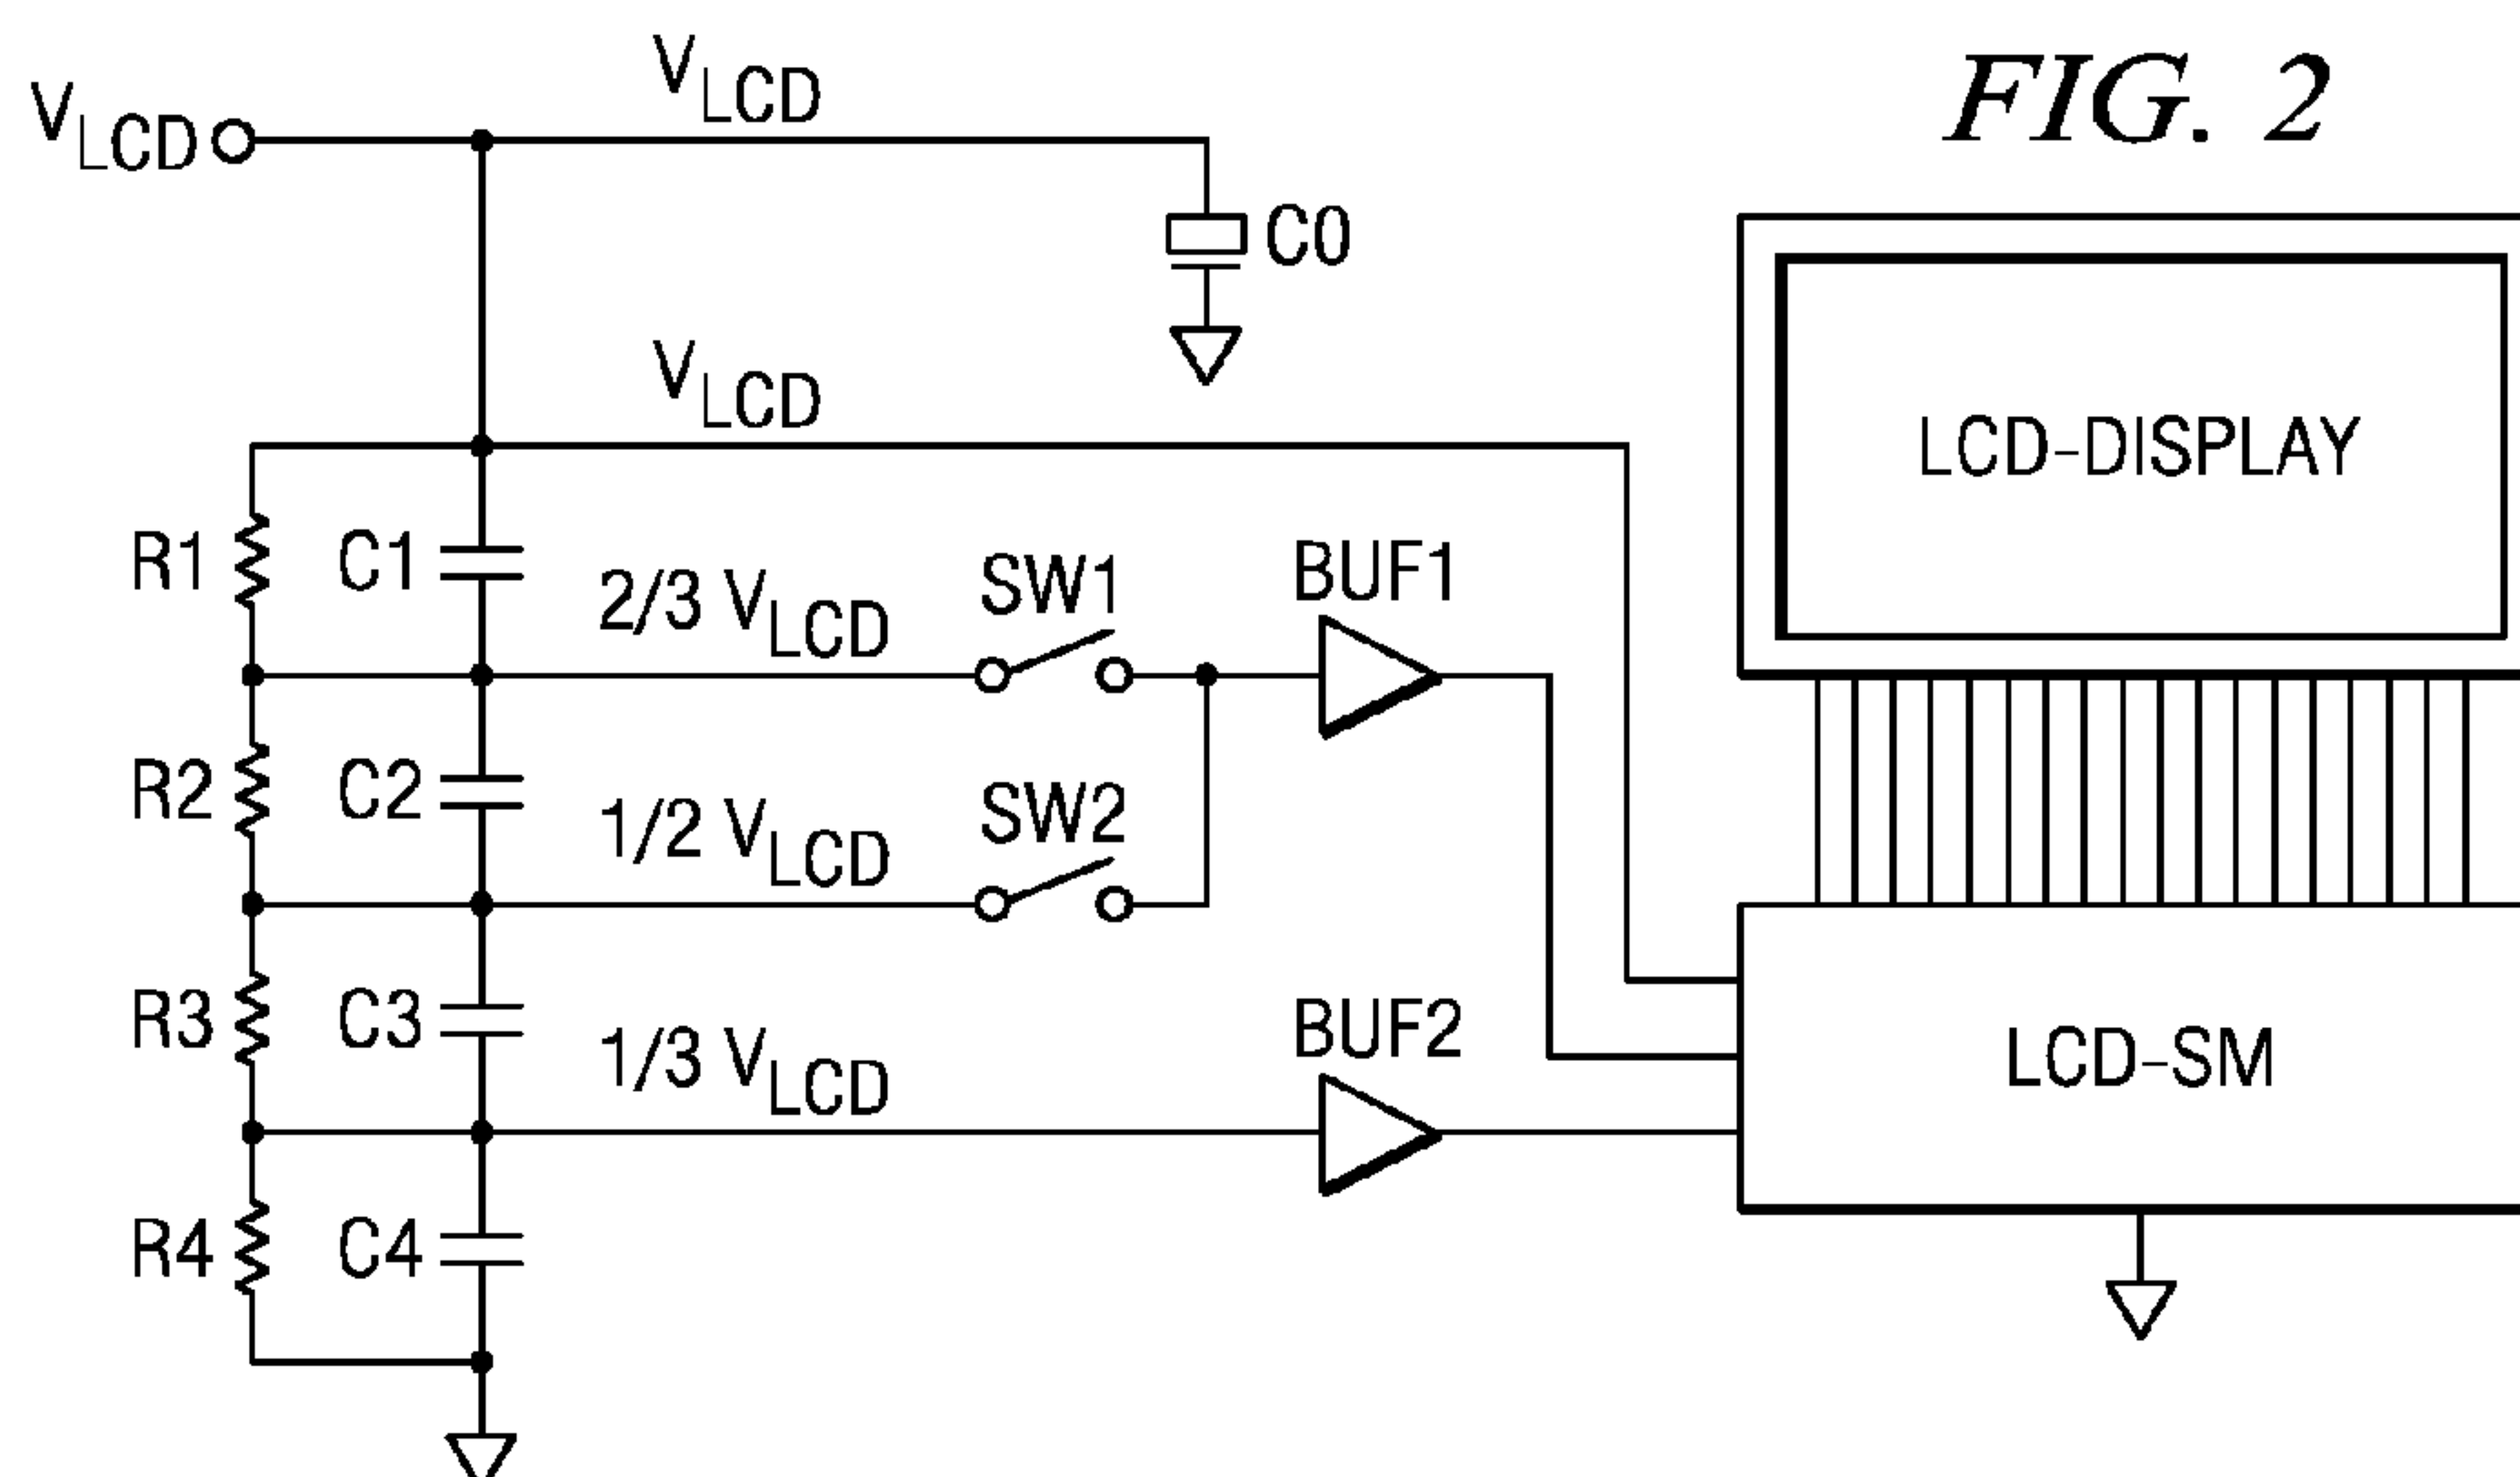 FIG. 2
VLCD
VLCD
C0
VLCD
LCD-DISPLAY
R1
C1
2/3 VLCD
SW1
BUF1
R2
C2
1/2 VLCD
SW2
R3
C3
1/3 VLCD
BUF2
LCD-SM
R4
C4